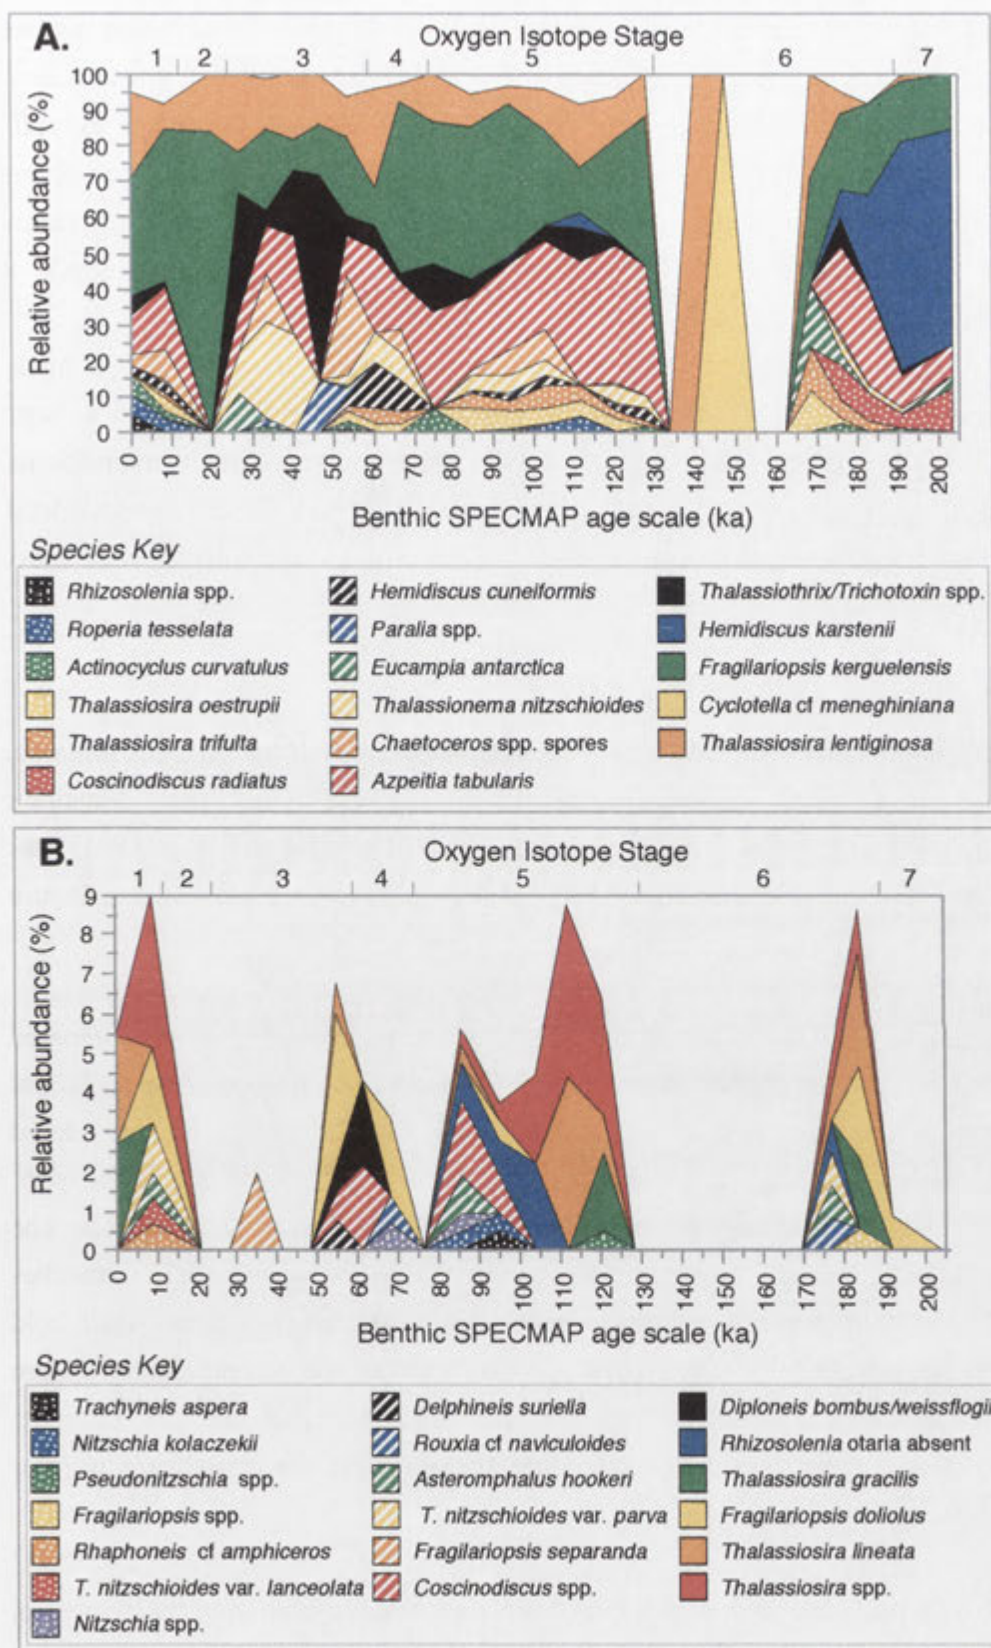 A.
Oxygen Isotope Stage
1 2 3 4 5 6 7
Relative abundance (%)
100
90
80
70
60
50
40
30
20
10
0
0 10 20 30 40 50 60 70 80 90 100 110 120 130 140 150 160 170 180 190 200
Benthic SPECMAP age scale (ka)
Species Key
Rhizosolenia spp.
Roperia tesselata
Actinocyclus curvatulus
Thalassiosira oestrupii
Thalassiosira trifulta
Coscinodiscus radiatus
Hemidiscus cuneiformis
Paralia spp.
Eucampia antarctica
Thalassionema nitzschioides
Chaetoceros spp. spores
Azpeitia tabularis
Thalassiothrix/Trichotoxin spp.
Hemidiscus karstenii
Fragilariopsis kerguelensis
Cyclotella cf meneghiniana
Thalassiosira lentiginosa
B.
Oxygen Isotope Stage
1 2 3 4 5 6 7
Relative abundance (%)
9
8
7
6
5
4
3
2
1
0
0 10 20 30 40 50 60 70 80 90 100 110 120 130 140 150 160 170 180 190 200
Benthic SPECMAP age scale (ka)
Species Key
Trachyneis aspera
Nitzschia kolaczekii
Pseudonitzschia spp.
Fragilariopsis spp.
Rhaphoneis cf amphiceros
T. nitzschioides var. lanceolata
Nitzschia spp.
Delphineis suriella
Rouxia cf naviculoides
Asteromphalus hookeri
T. nitzschioides var. parva
Fragilariopsis separanda
Coscinodiscus spp.
Diploneis bombus/weissflogii
Rhizosolenia otaria absent
Thalassiosira gracilis
Fragilariopsis doliolus
Thalassiosira lineata
Thalassiosira spp.